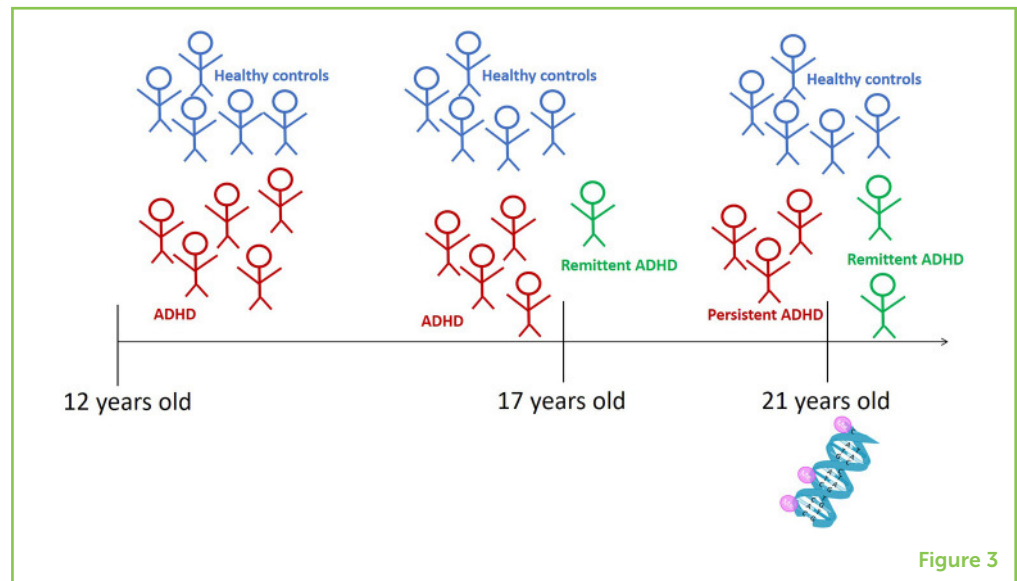 Healthy controls
Healthy controls
Healthy controls
Remittent ADHD
Remittent ADHD
ADHD
ADHD
Persistent ADHD
12 years old
17 years old
21 years old
Figure 3